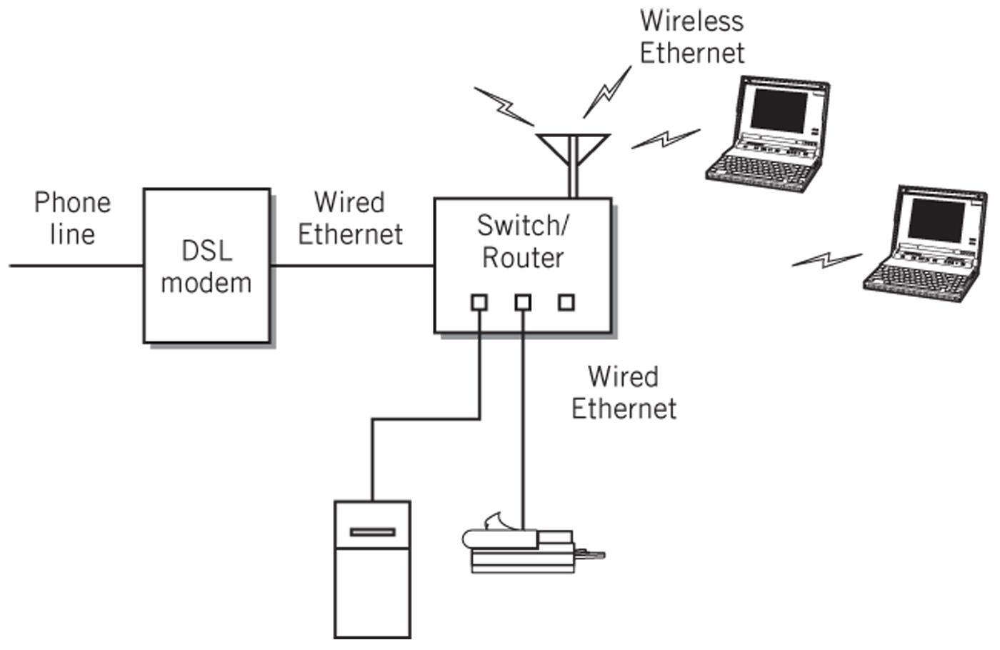 Wireless
Ethernet
Phone
line
DSL
modem
Wired
Ethernet
Switch/
Router
Wired
Ethernet